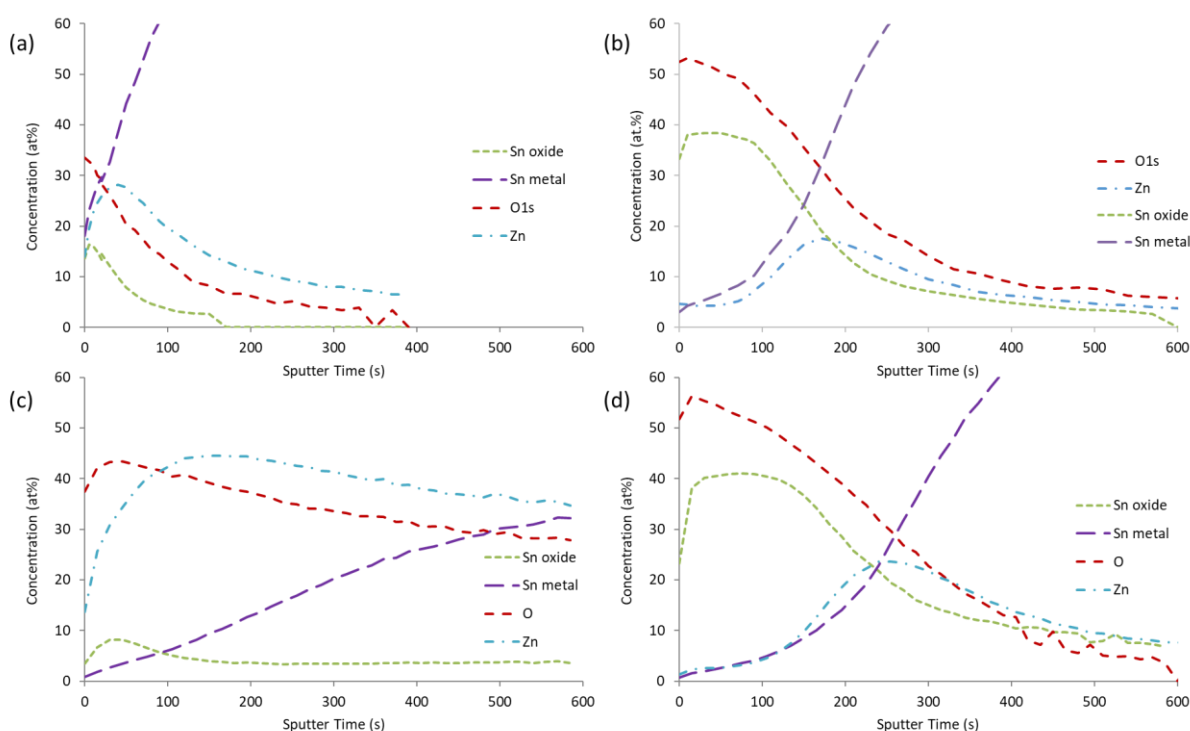 (a)
Concentration (at%)
60
50
40
30
20
10
0
0 100 200 300 400 500 600
Sputter Time (s)
Sn oxide
Sn metal
O1s
Zn
(b)
Concentration (at.%)
60
50
40
30
20
10
0
0 100 200 300 400 500 600
Sputter Time (s)
O1s
Zn
Sn oxide
Sn metal
(c)
Concentration (at%)
60
50
40
30
20
10
0
0 100 200 300 400 500 600
Sputter Time (s)
Sn oxide
Sn metal
O
Zn
(d)
Concentration (at%)
60
50
40
30
20
10
0
0 100 200 300 400 500 600
Sputter Time (s)
Sn oxide
Sn metal
O
Zn